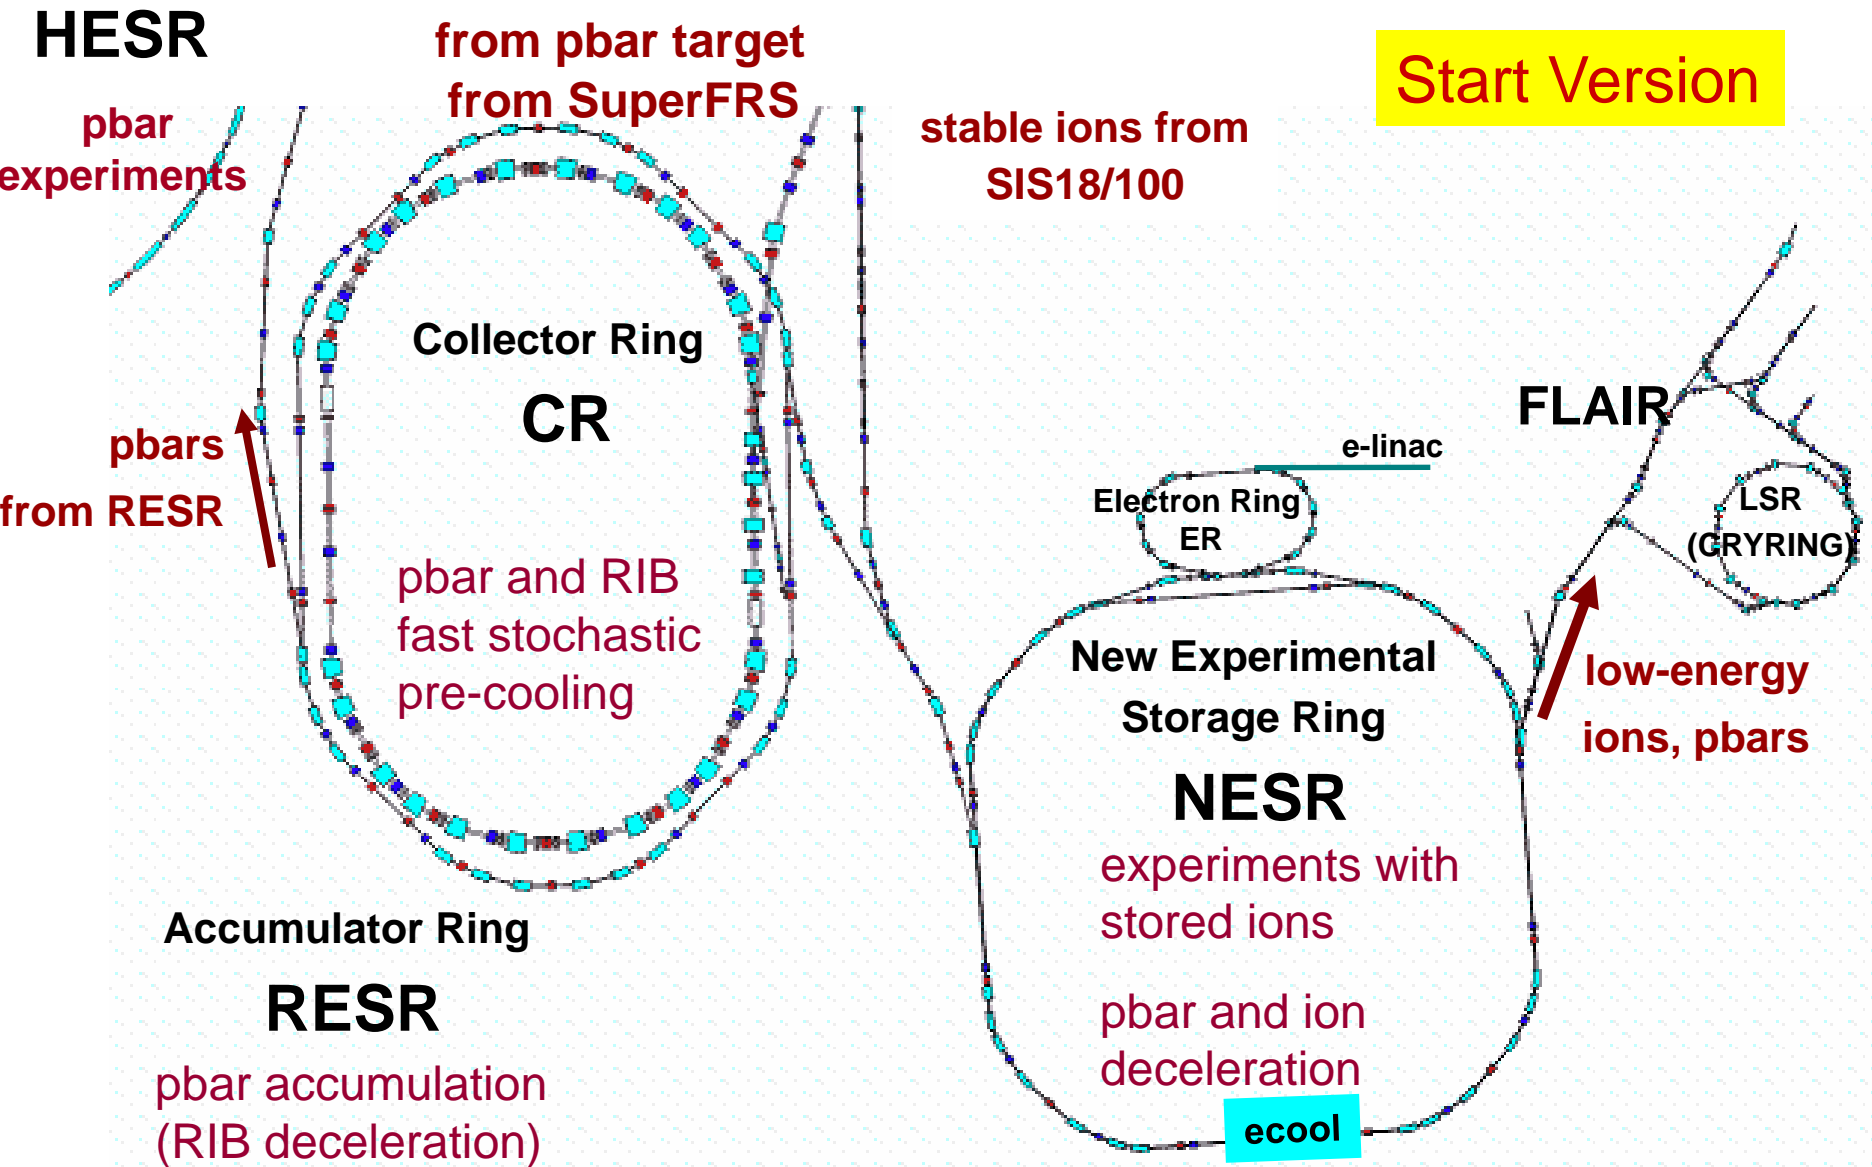 HESR
from pbar target
from SuperFRS
Start Version
pbar
experiments
stable ions from
SIS18/100
Collector Ring
CR
pbars
from RESR
pbar and RIB
fast stochastic
pre-cooling
FLAIR
e-linac
Electron Ring
ER
LSR
(CRYRING)
New Experimental
Storage Ring
NESR
low-energy
ions, pbars
experiments with
stored ions
pbar and ion
deceleration
ecool
Accumulator Ring
RESR
pbar accumulation
(RIB deceleration)